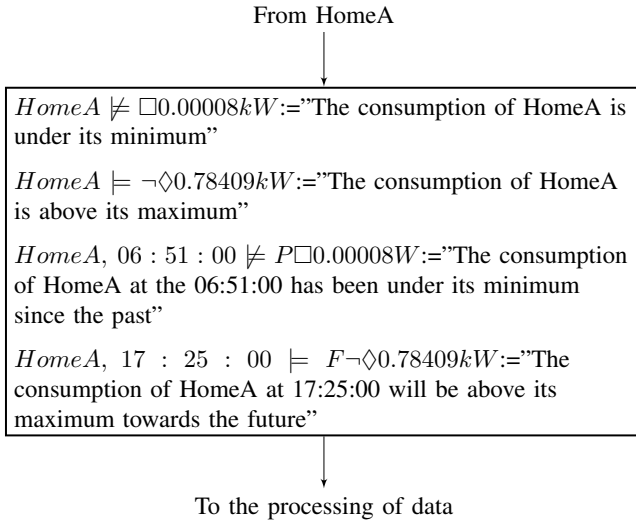 From HomeA
HomeA ⊭ □0.00008kW:=”The consumption of HomeA is
under its minimum”
HomeA ⊨ ¬◊0.78409kW:=”The consumption of HomeA
is above its maximum”
HomeA, 06 : 51 : 00 ⊭ P□0.00008W:=”The consumption
of HomeA at the 06:51:00 has been under its minimum
since the past”
HomeA, 17 : 25 : 00 ⊨ F¬◊0.78409kW:=”The
consumption of HomeA at 17:25:00 will be above its
maximum towards the future”
To the processing of data